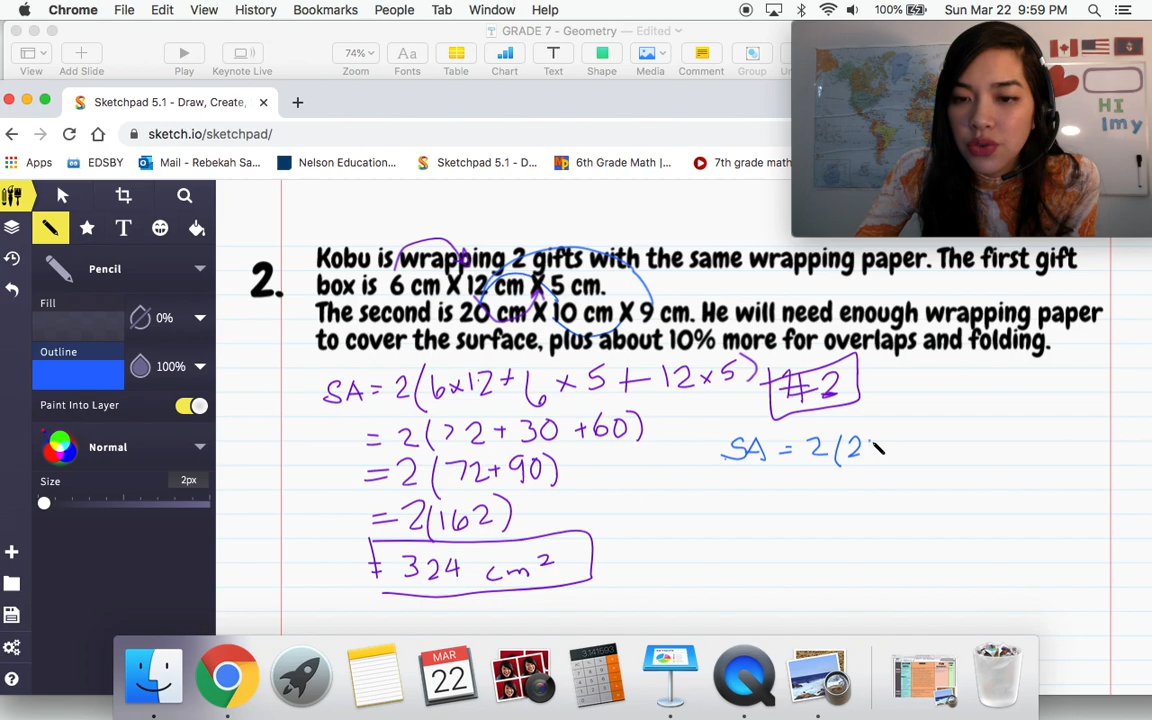 Chrome File Edit View History Bookmarks People Tab Window Help 100% Sun Mar 22 9:59 PM
GRADE 7 - Geometry — Edited
74%
View Add Slide Play Keynote Live Zoom Fonts Table Chart Text Shape Media Comment Group
Sketchpad 5.1 - Draw, Create,
sketch.io/sketchpad/
Apps EDSBY Mail - Rebekah Sa... Nelson Education... Sketchpad 5.1 - D... 6th Grade Math |... 7th grade math
HI
lmy
Pencil
Fill
0%
Outline
100%
Paint Into Layer
Normal
Size 2px
2. Kobu is wrapping 2 gifts with the same wrapping paper. The first gift
box is 6 cm X 12 cm X 5 cm.
The second is 20 cm X 10 cm X 9 cm. He will need enough wrapping paper
to cover the surface, plus about 10% more for overlaps and folding.
SA = 2(6x12 + 6 x 5 + 12 x 5)
= 2(72 + 30 + 60)
= 2(72 + 90)
= 2(162)
= 324 cm²
#2
SA = 2(2
MAR
22
3.141593